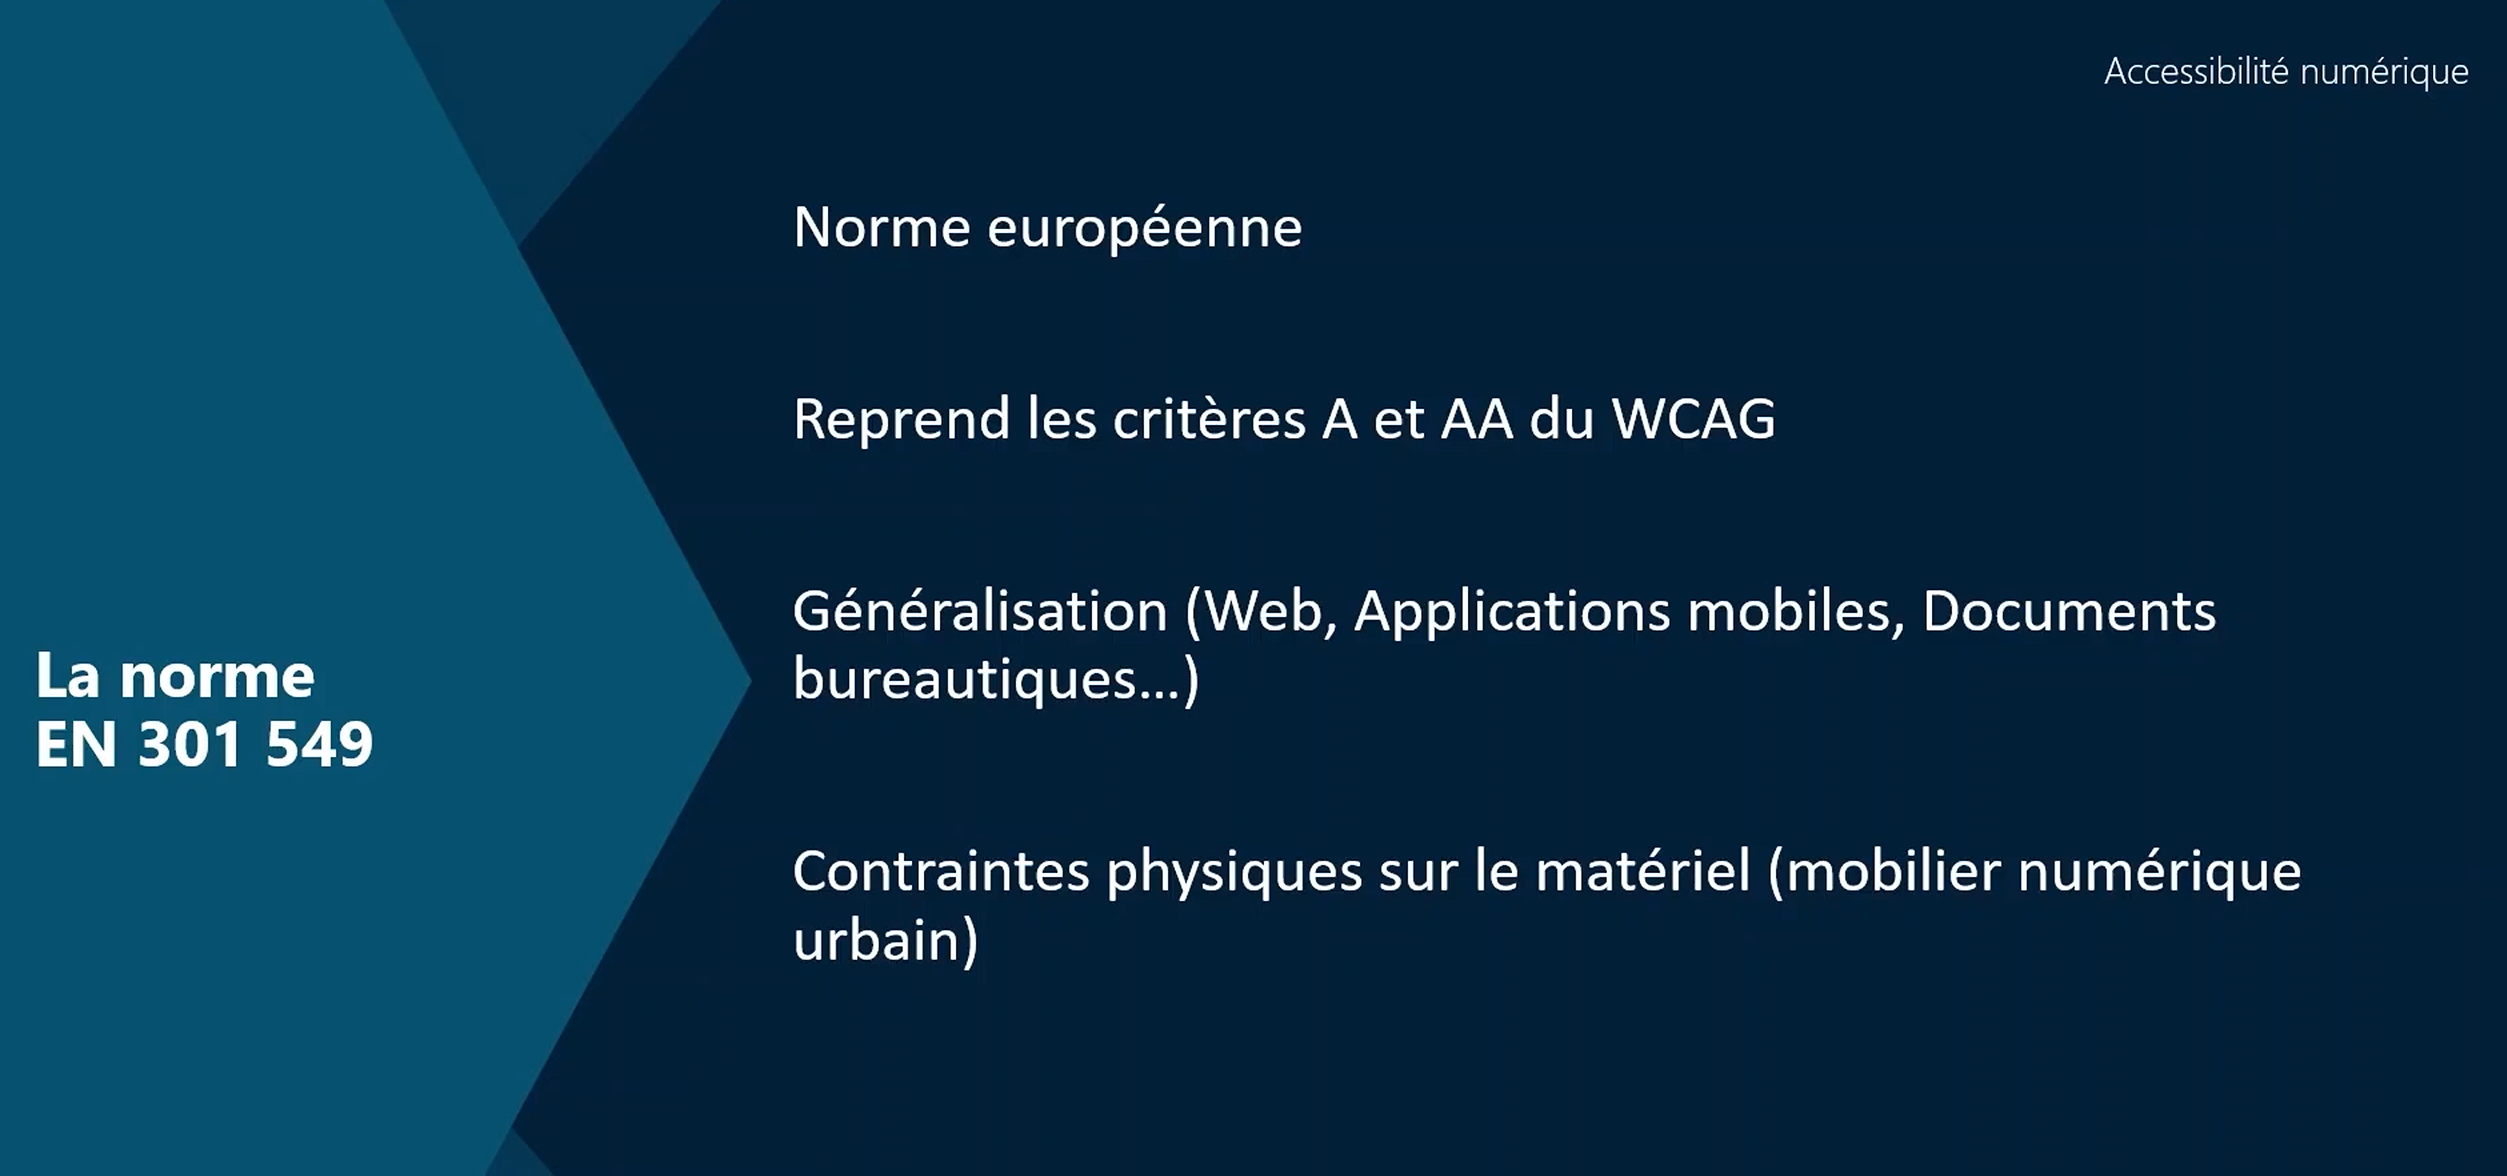 Accessibilité numérique
La norme
EN 301 549
Norme européenne
Reprend les critères A et AA du WCAG
Généralisation (Web, Applications mobiles, Documents
bureautiques...)
Contraintes physiques sur le matériel (mobilier numérique
urbain)